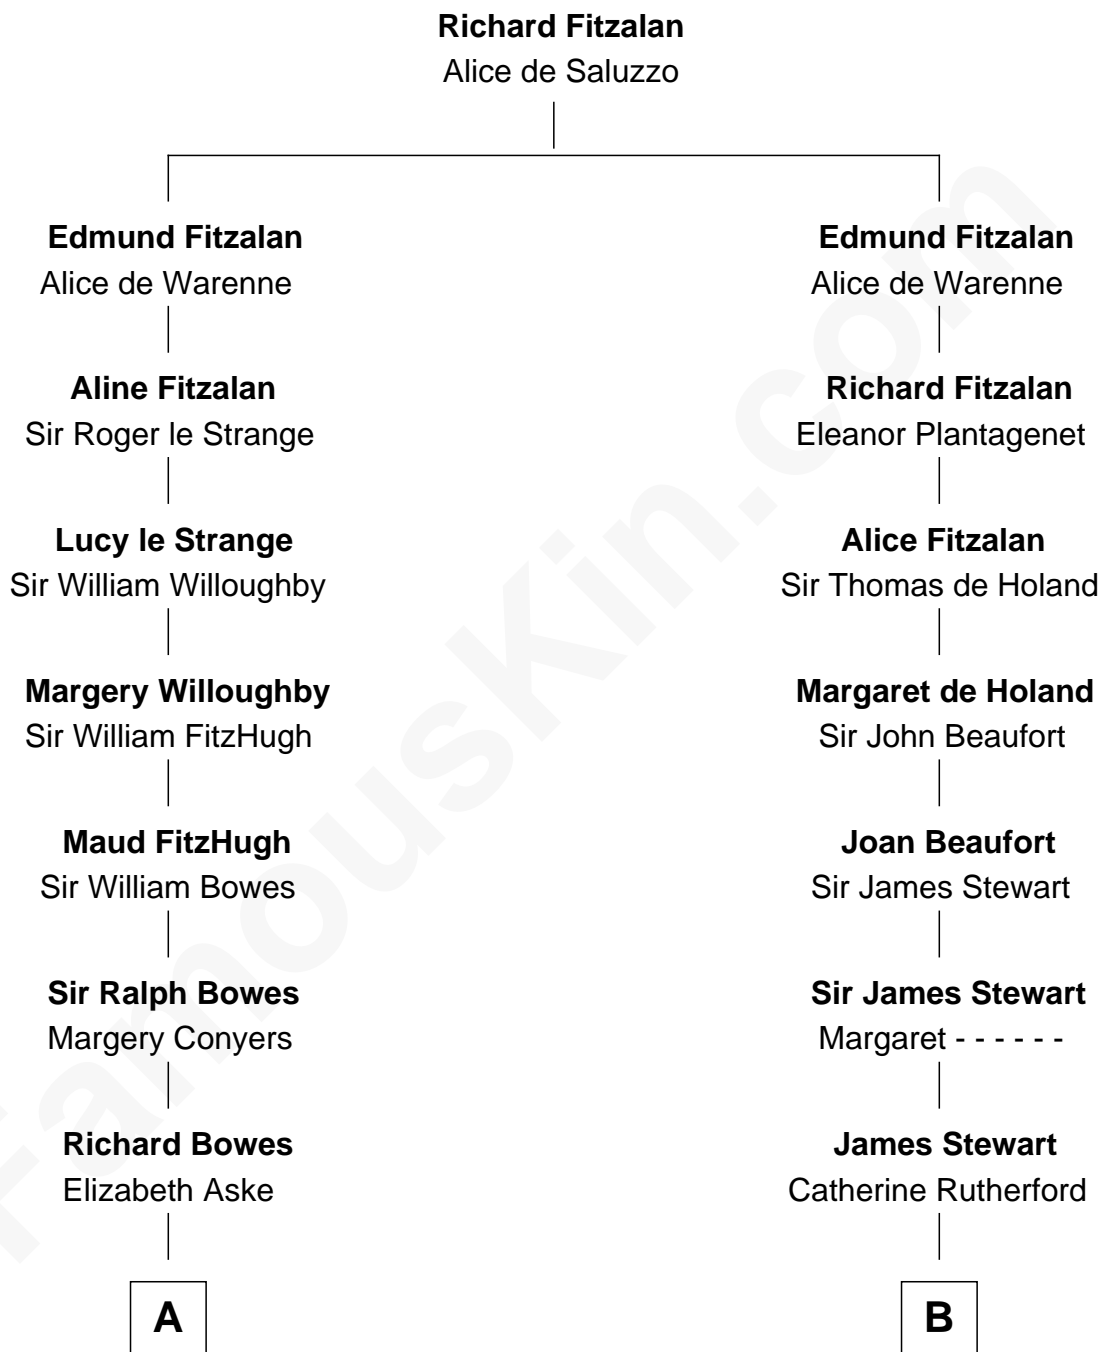 Richard Fitzalan
Alice de Saluzzo
Edmund Fitzalan
Alice de Warenne
Edmund Fitzalan
Alice de Warenne
Aline Fitzalan
Sir Roger le Strange
Richard Fitzalan
Eleanor Plantagenet
Lucy le Strange
Sir William Willoughby
Alice Fitzalan
Sir Thomas de Holand
Margery Willoughby
Sir William FitzHugh
Margaret de Holand
Sir John Beaufort
Maud FitzHugh
Sir William Bowes
Joan Beaufort
Sir James Stewart
Sir Ralph Bowes
Margery Conyers
Sir James Stewart
Margaret - - - - - -
Richard Bowes
Elizabeth Aske
James Stewart
Catherine Rutherford
A
B
FamousKin.com